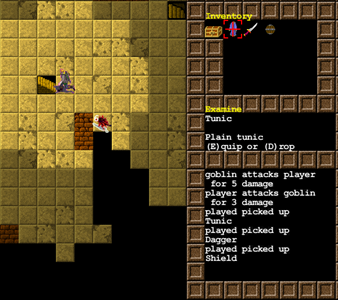 Inventory
Examine
Tunic
Plain tunic
(E)quip or (D)rop
goblin attacks player
for 5 damage
player attacks goblin
for 3 damage
played picked up
Tunic
played picked up
Dagger
played picked up
Shield